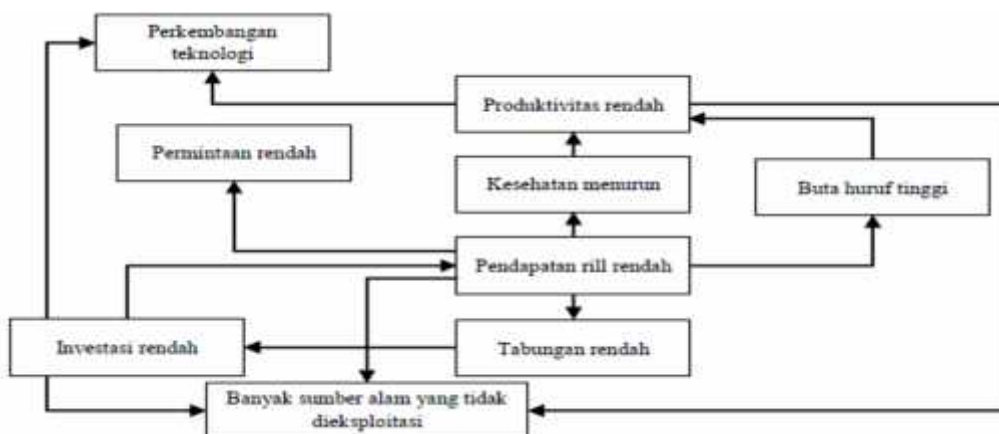 Perkembangan
teknologi
Produktivitas rendah
Permintaan rendah
Kesehatan menurun
Buta huruf tinggi
Pendapatan rill rendah
Investasi rendah
Tabungan rendah
Banyak sumber alam yang tidak
dieksploitasi